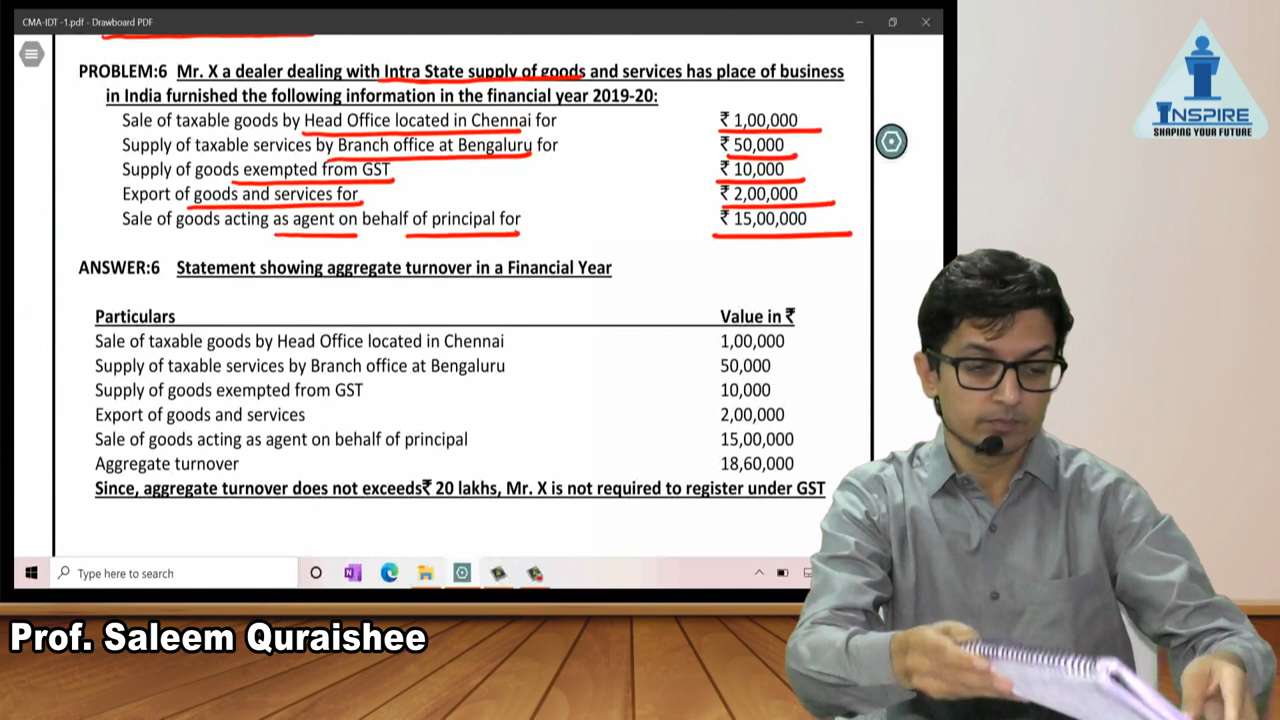 CMA-IDT -1.pdf - Drawboard PDF
PROBLEM:6 Mr. X a dealer dealing with Intra State supply of goods and services has place of business
in India furnished the following information in the financial year 2019-20:
Sale of taxable goods by Head Office located in Chennai for ₹ 1,00,000
Supply of taxable services by Branch office at Bengaluru for ₹ 50,000
Supply of goods exempted from GST ₹ 10,000
Export of goods and services for ₹ 2,00,000
Sale of goods acting as agent on behalf of principal for ₹ 15,00,000
ANSWER:6 Statement showing aggregate turnover in a Financial Year
Particulars Value in ₹
Sale of taxable goods by Head Office located in Chennai 1,00,000
Supply of taxable services by Branch office at Bengaluru 50,000
Supply of goods exempted from GST 10,000
Export of goods and services 2,00,000
Sale of goods acting as agent on behalf of principal 15,00,000
Aggregate turnover 18,60,000
Since, aggregate turnover does not exceeds₹ 20 lakhs, Mr. X is not required to register under GST
Type here to search
INSPIRE
SHAPING YOUR FUTURE
Prof. Saleem Quraishee